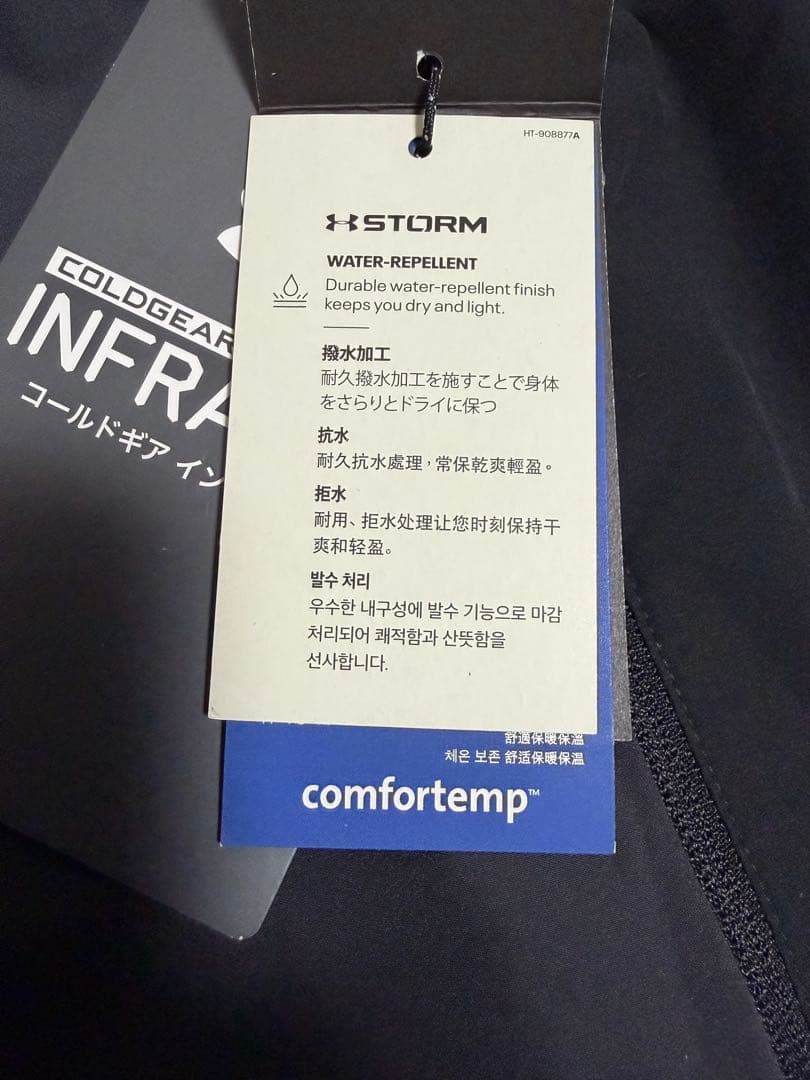 HT-908877A
STORM
WATER-REPELLENT
Durable water-repellent finish
keeps you dry and light.
撥水加工
耐久撥水加工を施すことで身体
をさらりとドライに保つ
抗水
耐久抗水處理，常保乾爽輕盈。
拒水
耐用、拒水处理让您时刻保持干
爽和轻盈。
발수 처리
우수한 내구성에 발수 기능으로 마감
처리되어 쾌적함과 산뜻함을
선사합니다.
COLDGEAR
INFRA
コールドギア イン
舒適保暖保溫
체온 보존 舒适保暖保温
comfortemp™